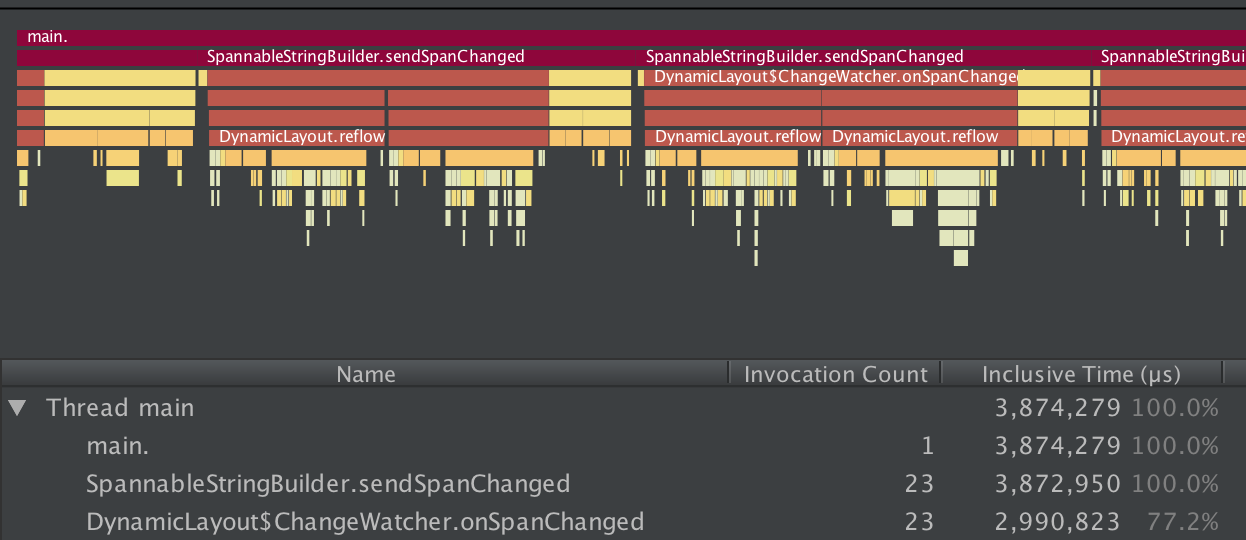 main.
SpannableStringBuilder.sendSpanChanged SpannableStringBuilder.sendSpanChanged SpannableStringBui
DynamicLayout$ChangeWatcher.onSpanChanged
DynamicLayout.reflow DynamicLayout.reflow DynamicLayout.reflow DynamicLayout.re
Name Invocation Count Inclusive Time (µs)
Thread main 3,874,279 100.0%
main. 1 3,874,279 100.0%
SpannableStringBuilder.sendSpanChanged 23 3,872,950 100.0%
DynamicLayout$ChangeWatcher.onSpanChanged 23 2,990,823 77.2%